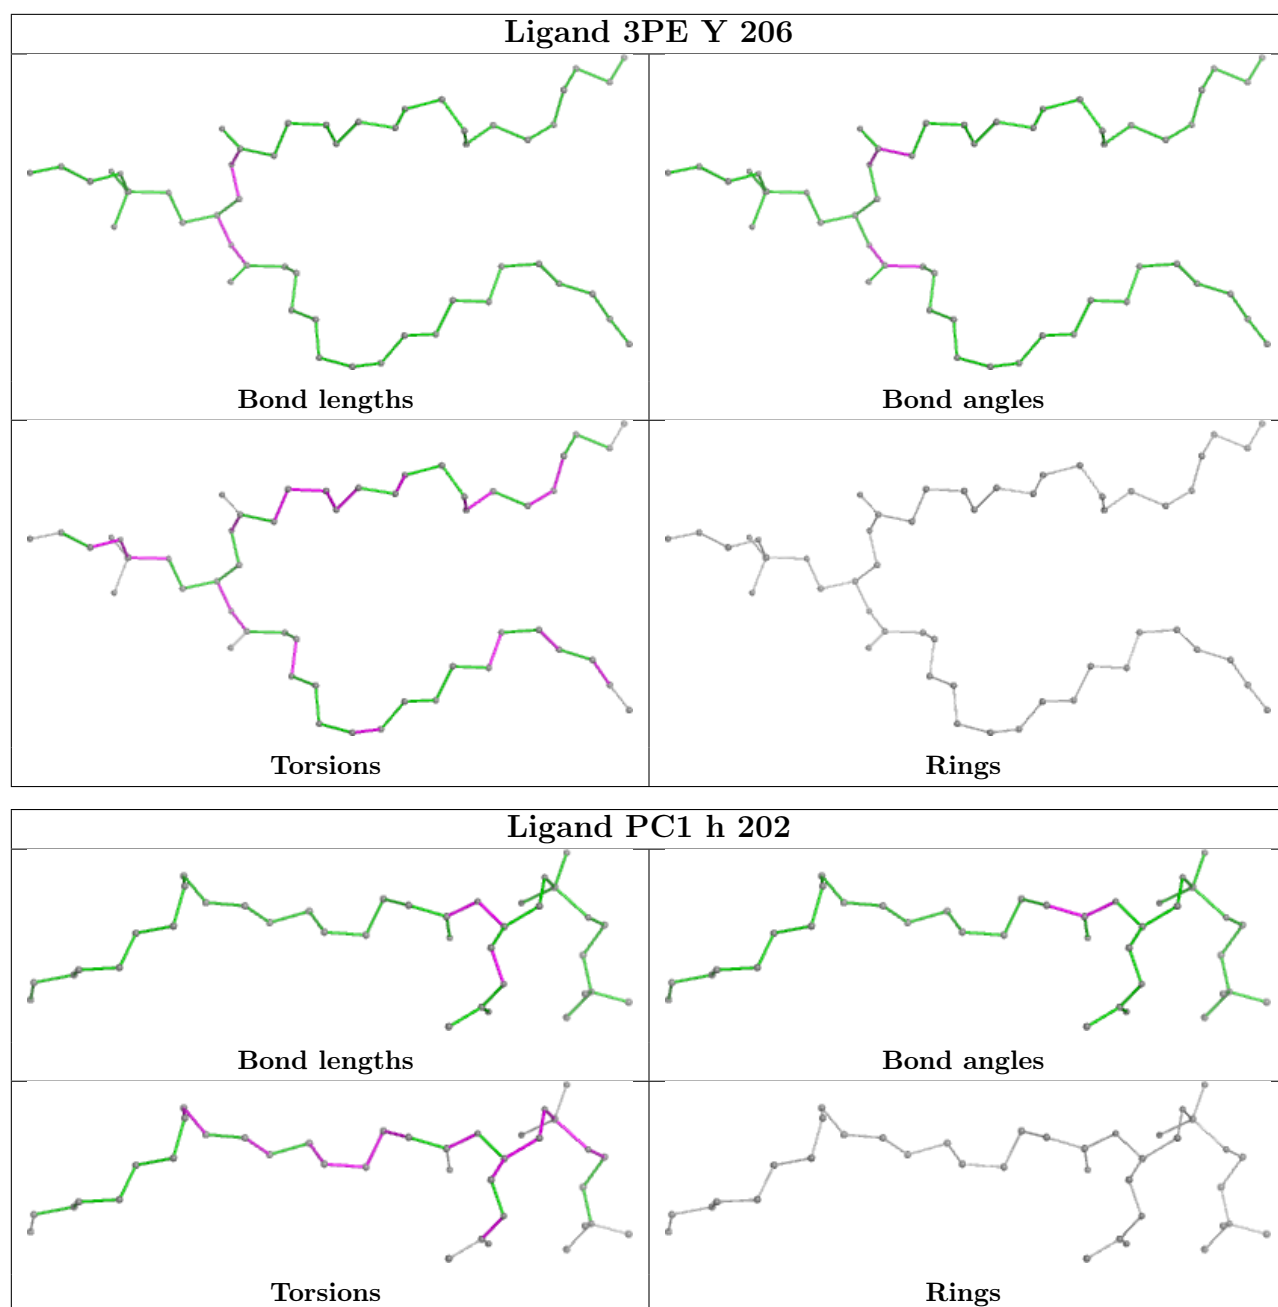 Ligand 3PE Y 206
Bond lengths
Bond angles
Torsions
Rings
Ligand PC1 h 202
Bond lengths
Bond angles
Torsions
Rings